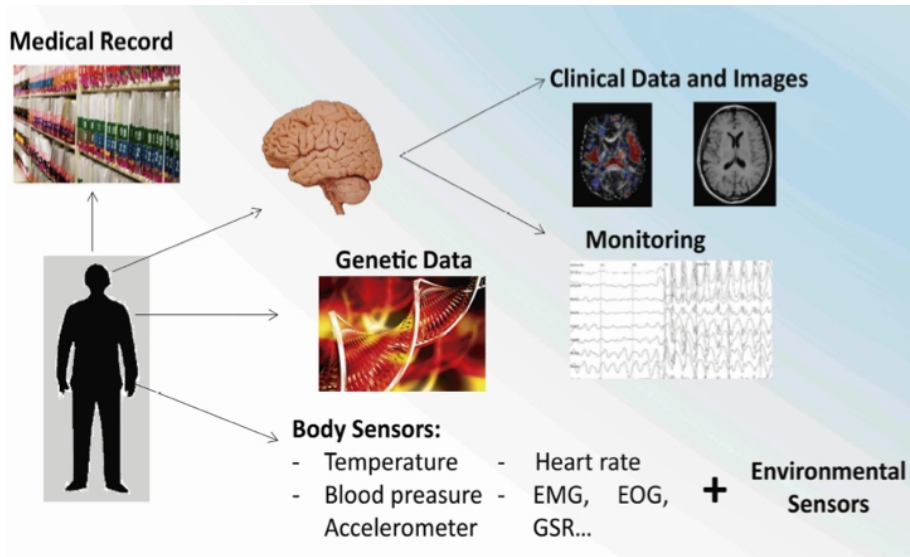 Medical Record
Clinical Data and Images
Monitoring
Genetic Data
Body Sensors:
- Temperature - Heart rate
- Blood preasure - EMG, EOG,
Accelerometer GSR...
+ Environmental
Sensors